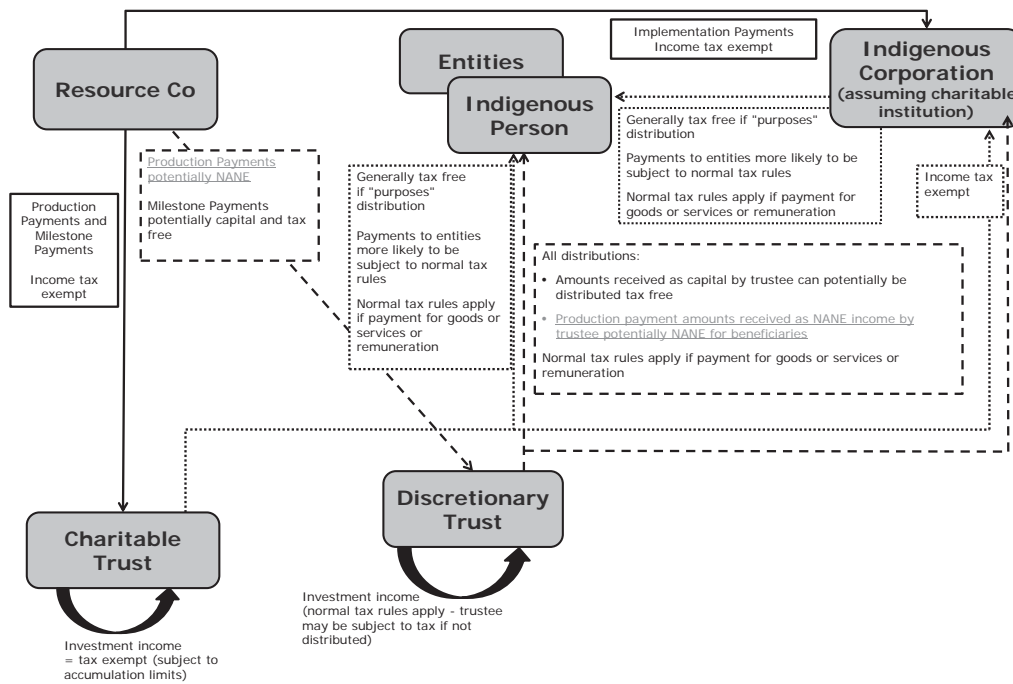 Implementation Payments
Income tax exempt
Indigenous
Corporation
(assuming charitable
institution)
Entities
Indigenous
Person
Resource Co
Generally tax free if "purposes"
distribution
Payments to entities more likely to be
subject to normal tax rules
Normal tax rules apply if payment for
goods or services or remuneration
Income tax
exempt
Production Payments
potentially NANE
Milestone Payments
potentially capital and tax
free
Generally tax free
if "purposes"
distribution
Payments to entities
more likely to be
subject to normal tax
rules
Normal tax rules apply
if payment for goods or
services or
remuneration
Production
Payments and
Milestone
Payments
Income tax
exempt
All distributions:
• Amounts received as capital by trustee can potentially be
distributed tax free
• Production payment amounts received as NANE income by
trustee potentially NANE for beneficiaries
Normal tax rules apply if payment for goods or services or
remuneration
Discretionary
Trust
Charitable
Trust
Investment income
(normal tax rules apply - trustee
may be subject to tax if not
distributed)
Investment income
= tax exempt (subject to
accumulation limits)